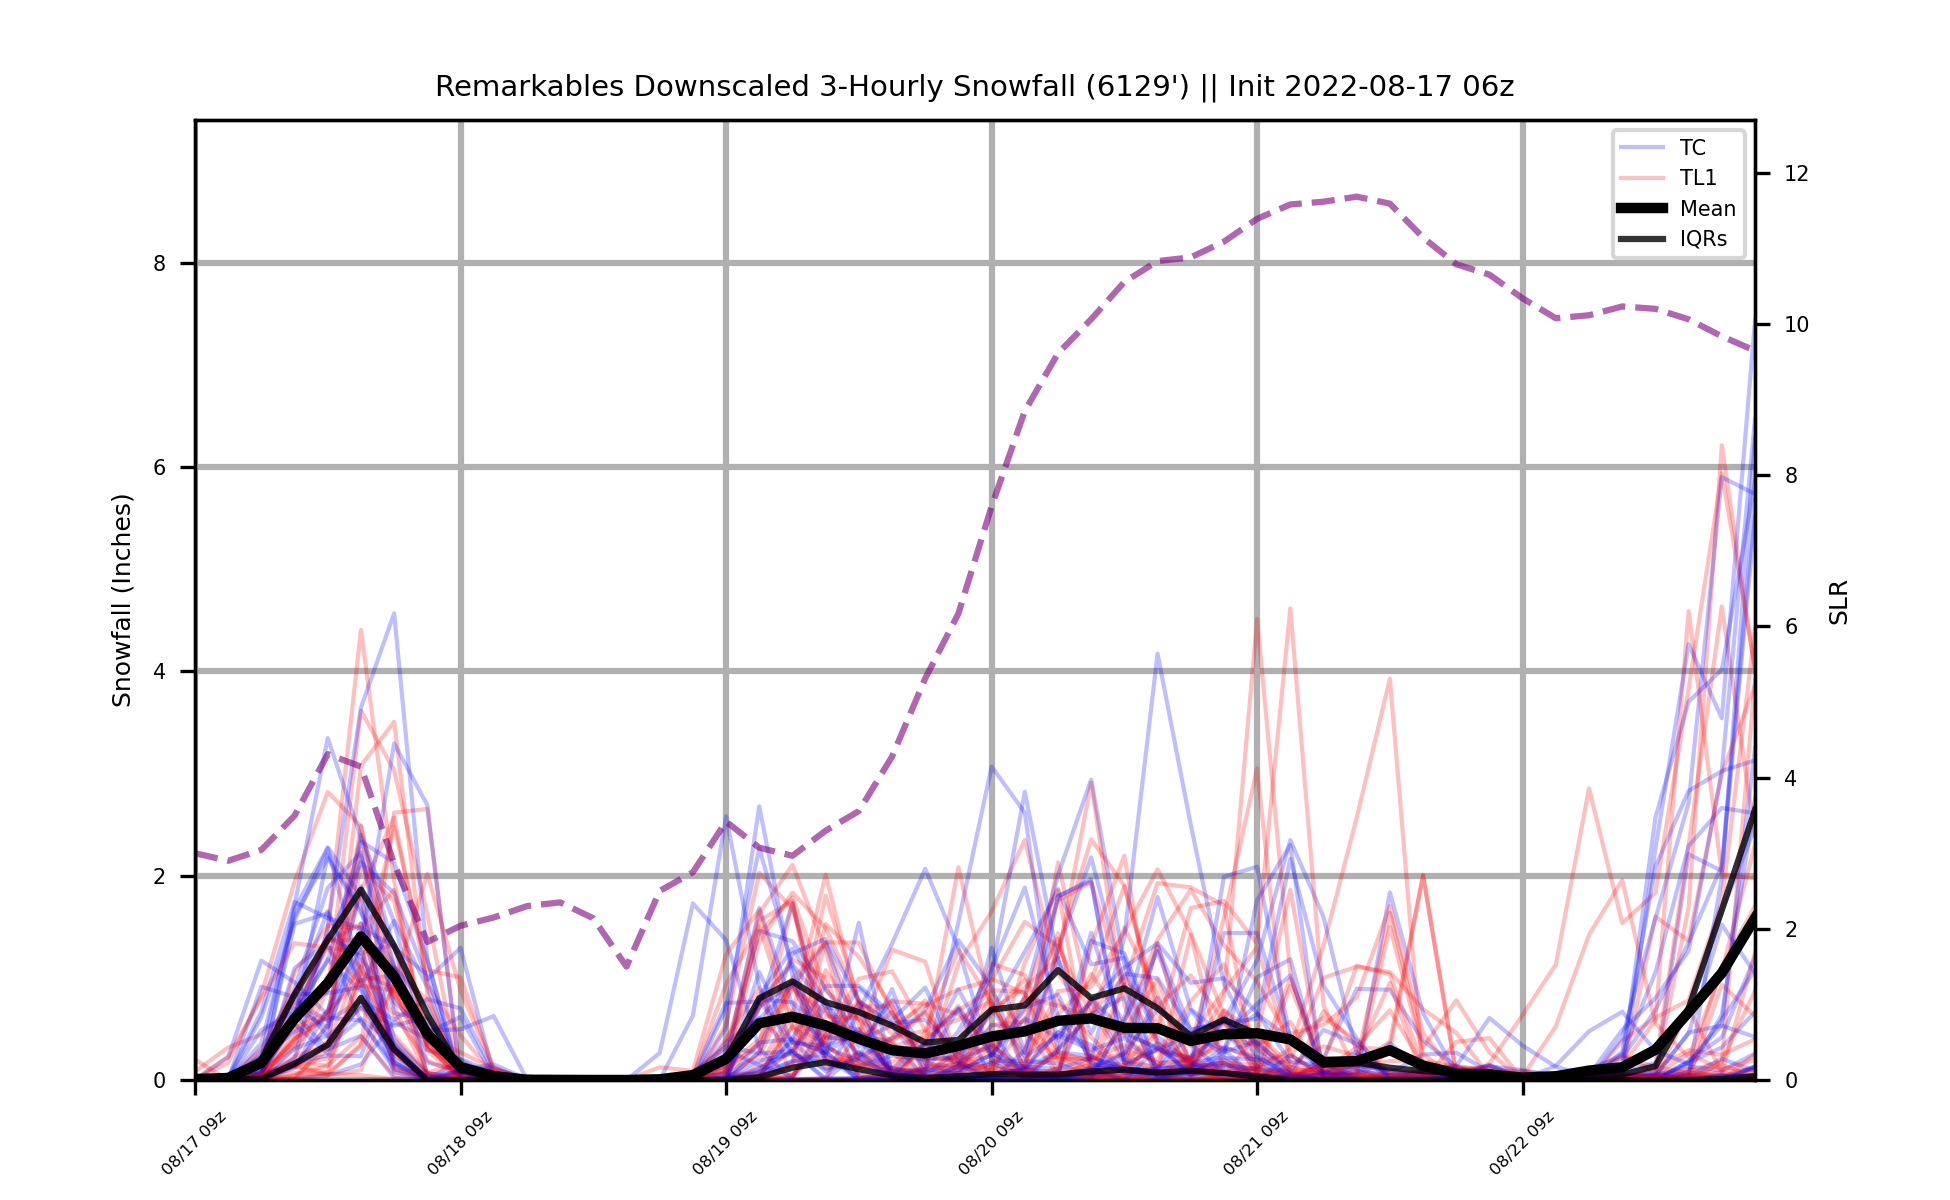 Remarkables Downscaled 3-Hourly Snowfall (6129') || Init 2022-08-17 06z
TC
TL1
Mean
IQRs
Snowfall (Inches)
8
6
4
2
0
SLR
12
10
8
6
4
2
0
08/17 09z
08/18 09z
08/19 09z
08/20 09z
08/21 09z
08/22 09z